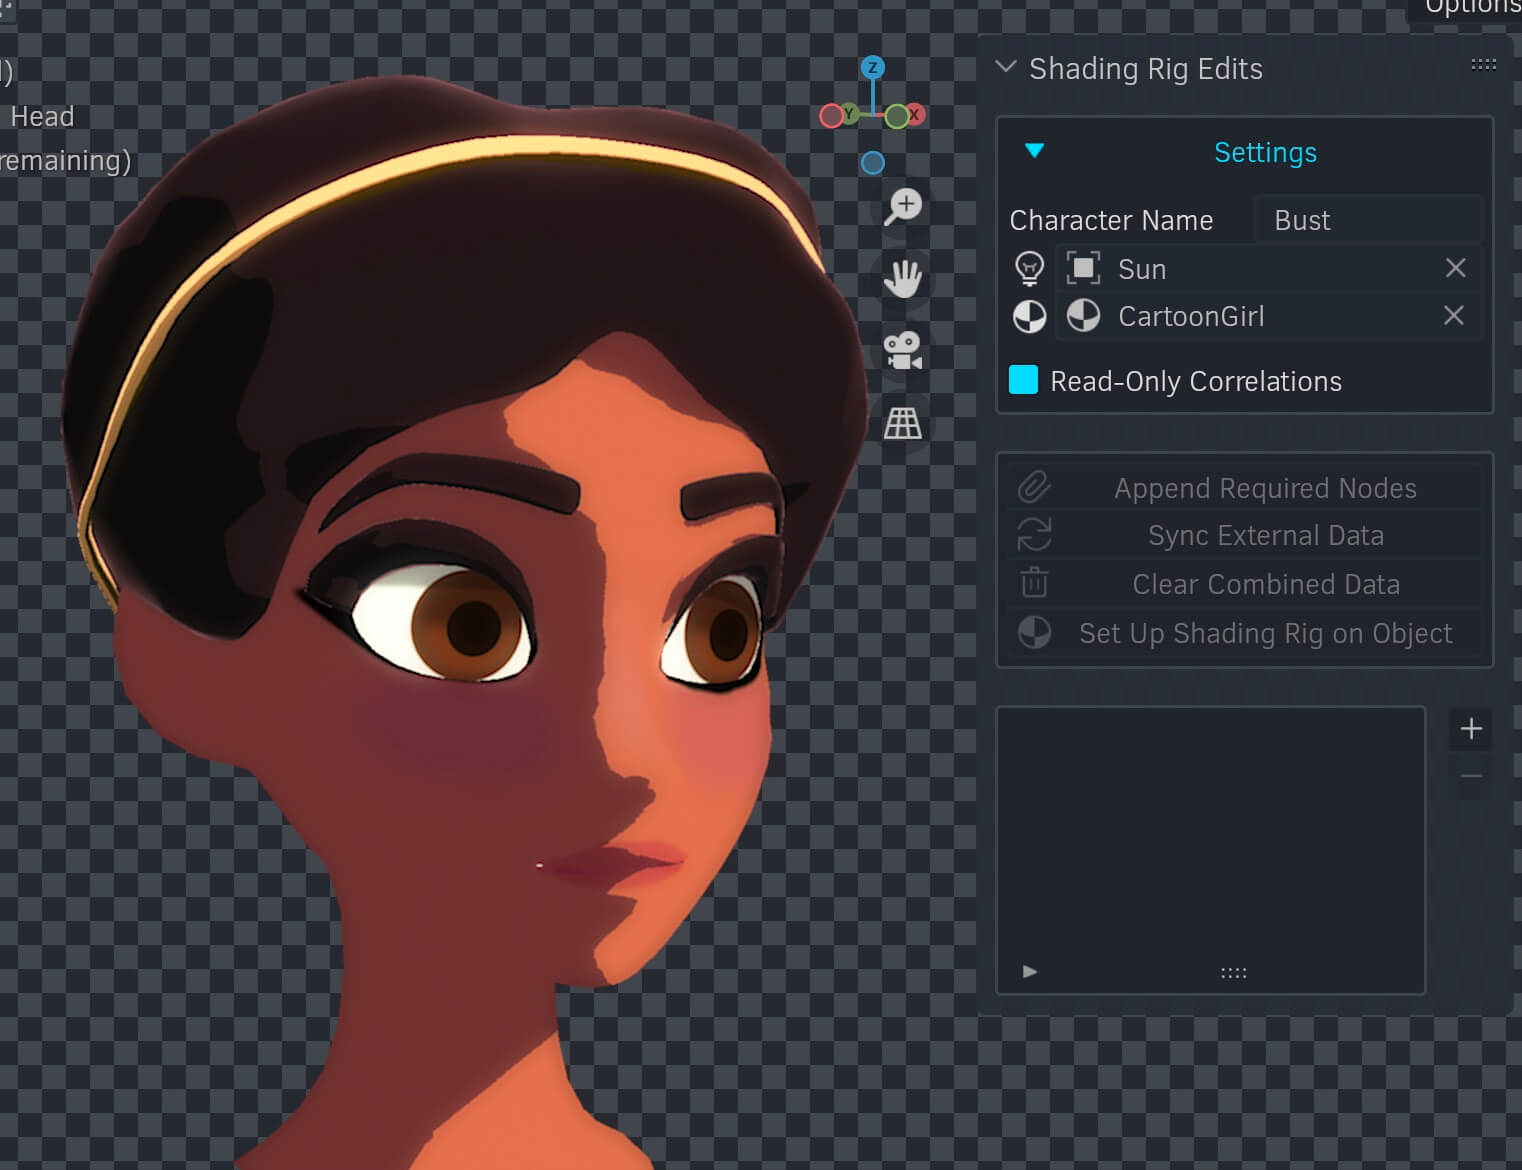 Options
Shading Rig Edits
Head
remaining)
Z
Y
X
Settings
Character Name
Bust
Sun
CartoonGirl
Read-Only Correlations
Append Required Nodes
Sync External Data
Clear Combined Data
Set Up Shading Rig on Object